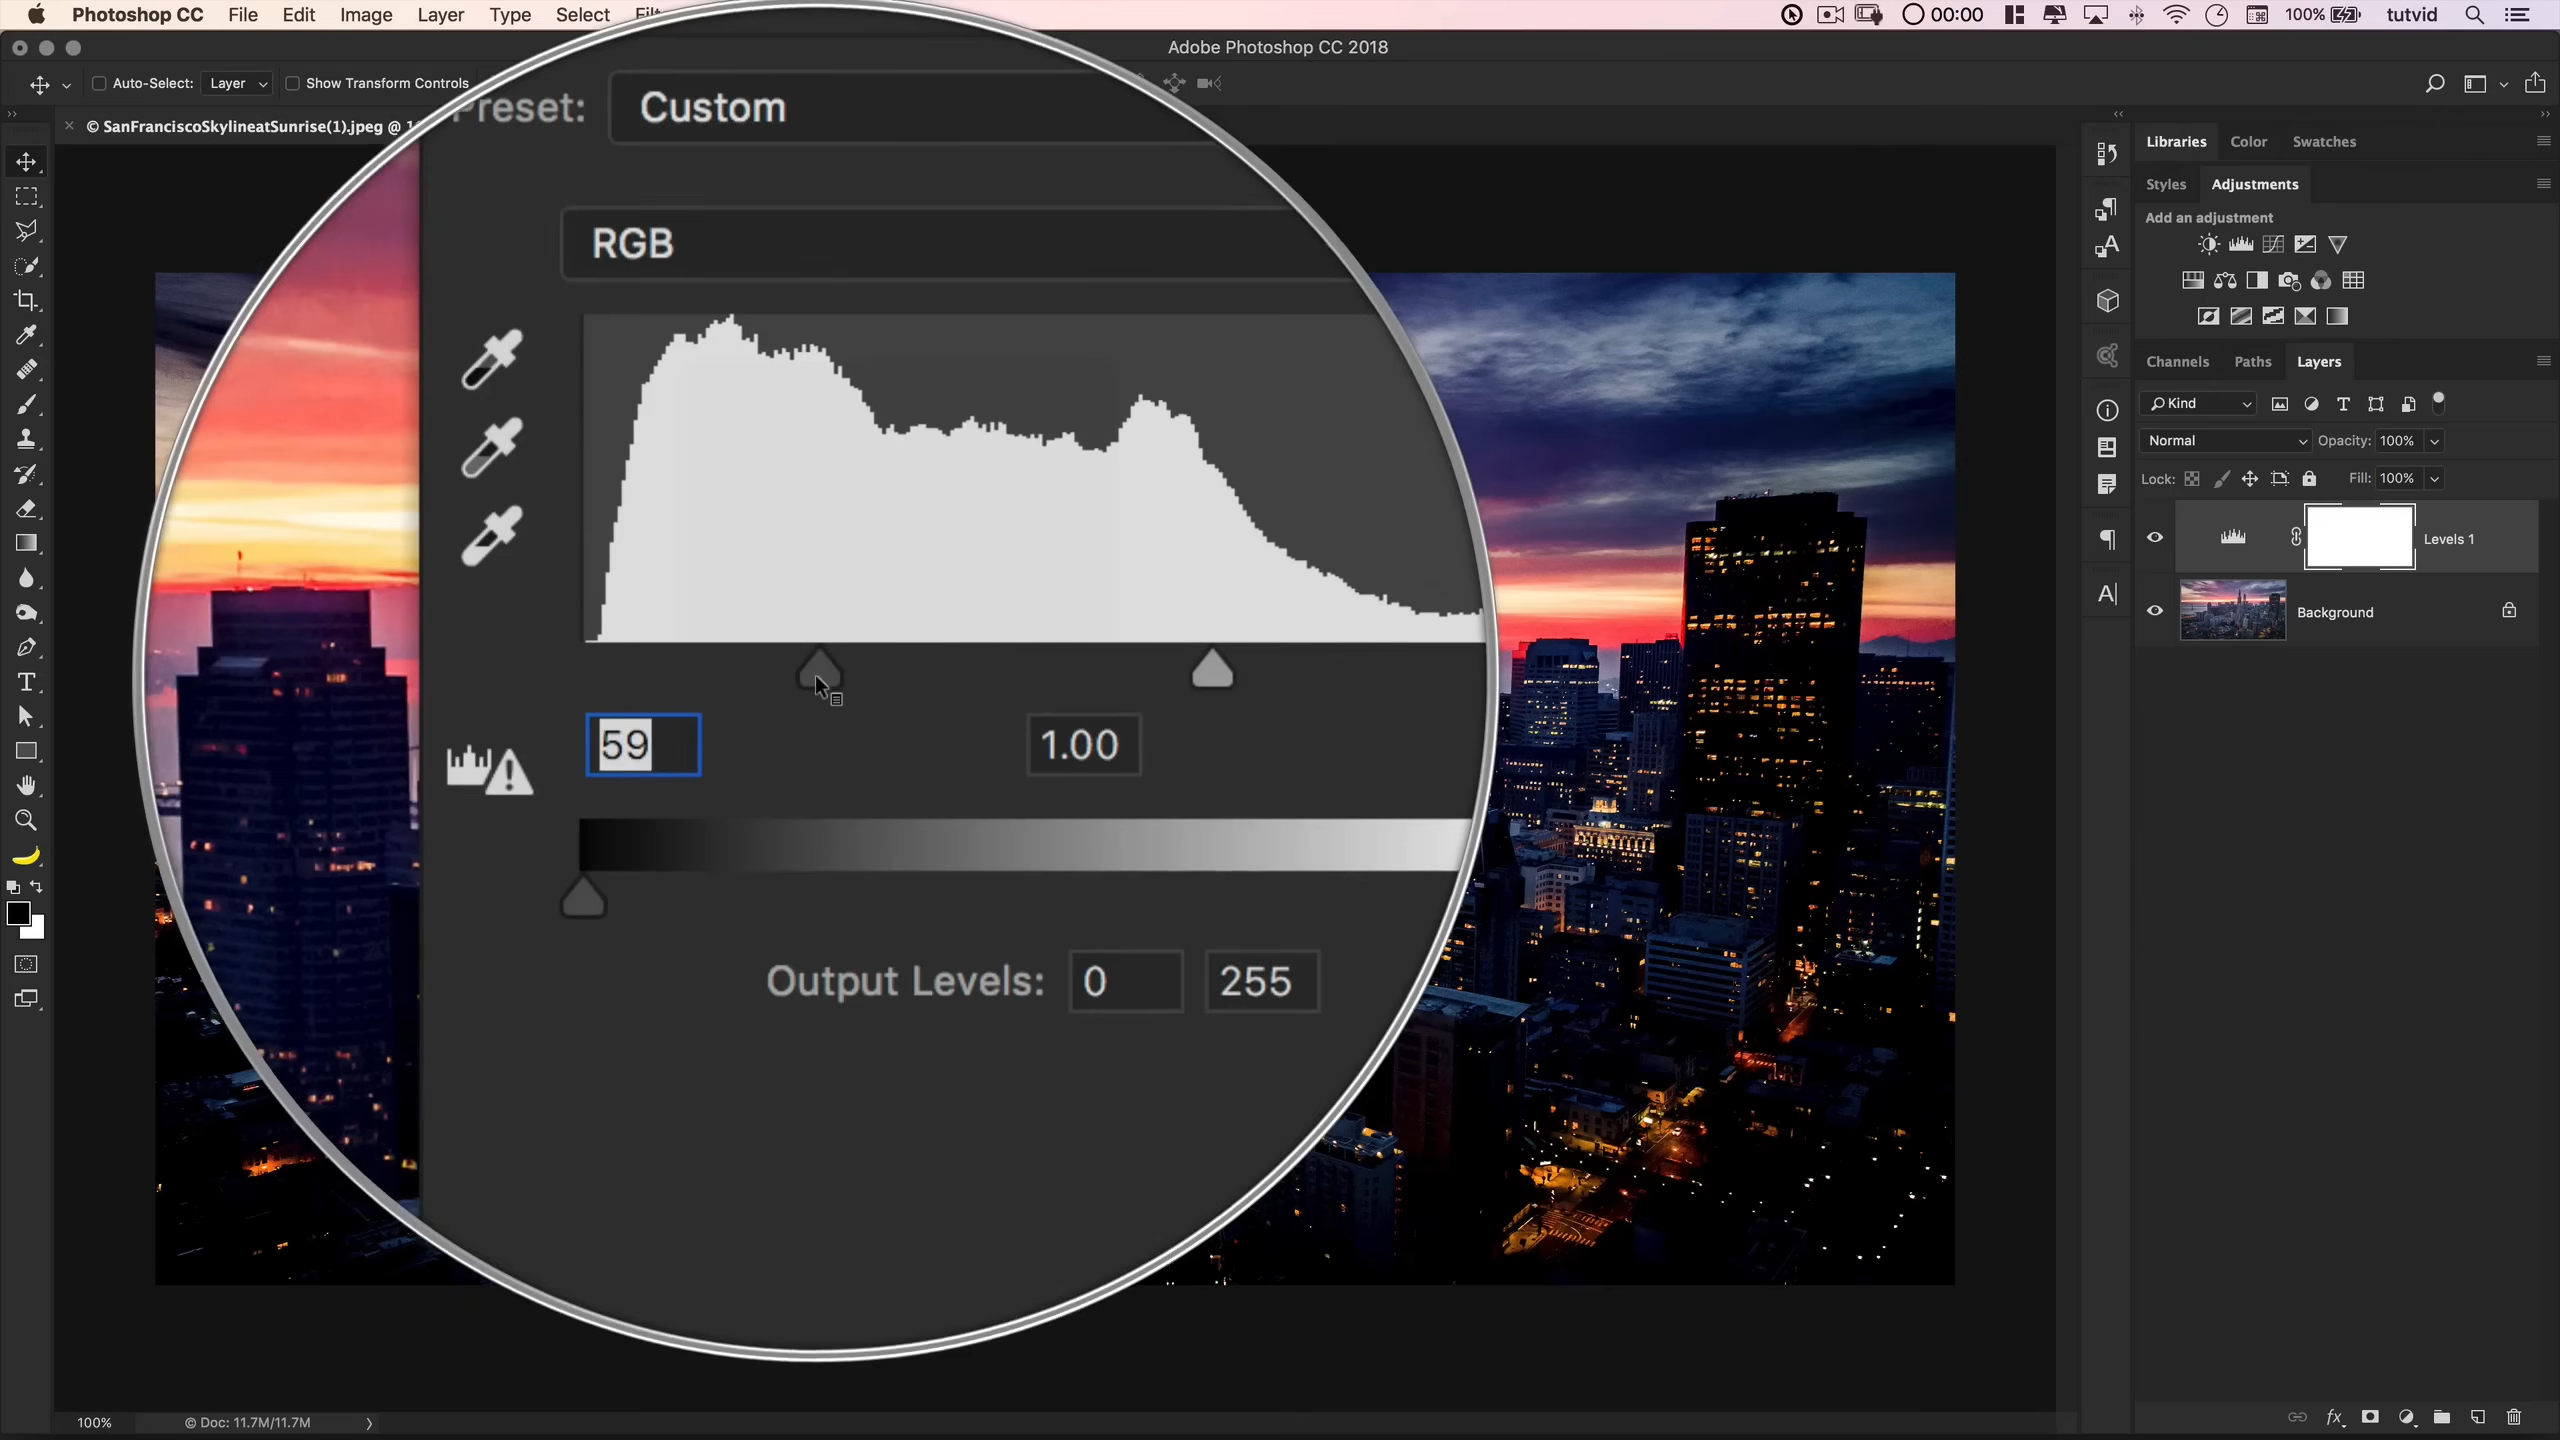 Photoshop CC File Edit Image Layer Type Select Filt 00:00 100% tutvid
Adobe Photoshop CC 2018
Auto-Select: Layer Show Transform Controls
© SanFranciscoSkylineatSunrise(1).jpeg @ 1
Preset: Custom
RGB
59 1.00
Output Levels: 0 255
Libraries Color Swatches
Styles Adjustments
Add an adjustment
Channels Paths Layers
Kind
Normal Opacity: 100%
Lock: Fill: 100%
Levels 1
Background
100% © Doc: 11.7M/11.7M